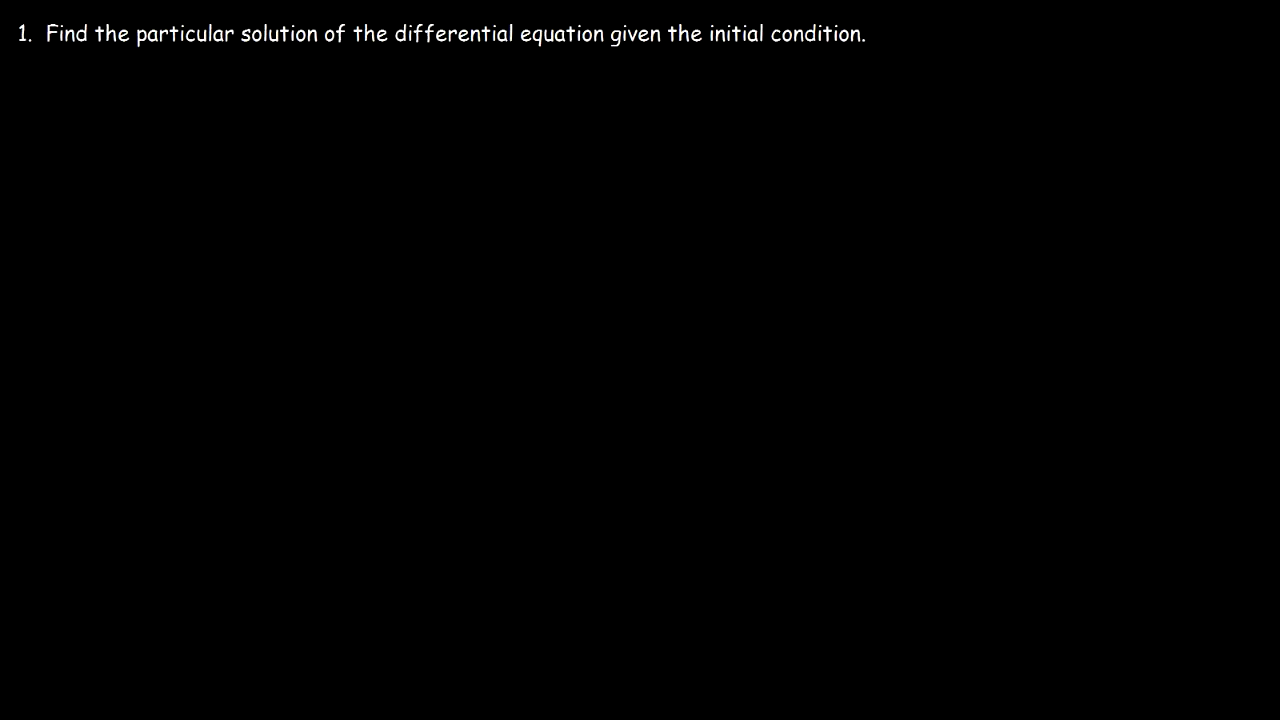 1. Find the particular solution of the differential equation given the initial condition.